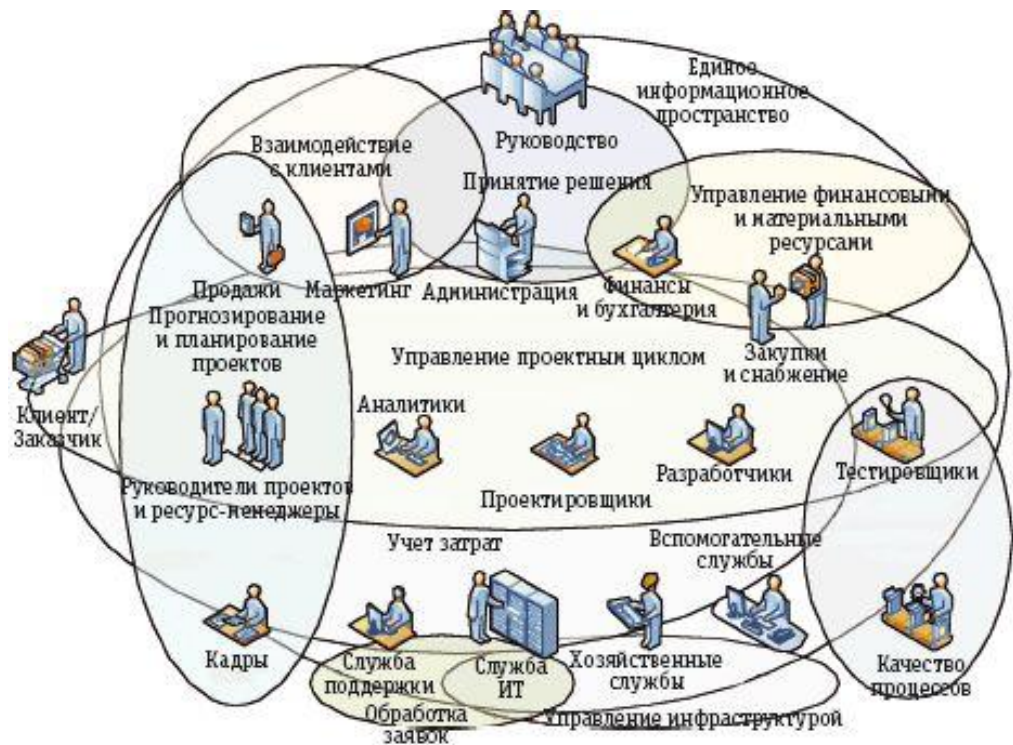 Единое
информационное
пространство
Руководство
Взаимодействие
с клиентами
Принятие решения
Управление финансовыми
и материальными
ресурсами
Продажи
Маркетинг
Администрация
Финансы
и бухгалтерия
Прогнозирование
и планирование
проектов
Управление проектным циклом
Закупки
и снабжение
Клиент/
Заказчик
Аналитики
Руководители проектов
и ресурс-менеджеры
Проектировщики
Разработчики
Тестировщики
Учет затрат
Вспомогательные
службы
Кадры
Служба
поддержки
Служба
ИТ
Хозяйственные
службы
Качество
процессов
Обработка
заявок
Управление инфраструктурой